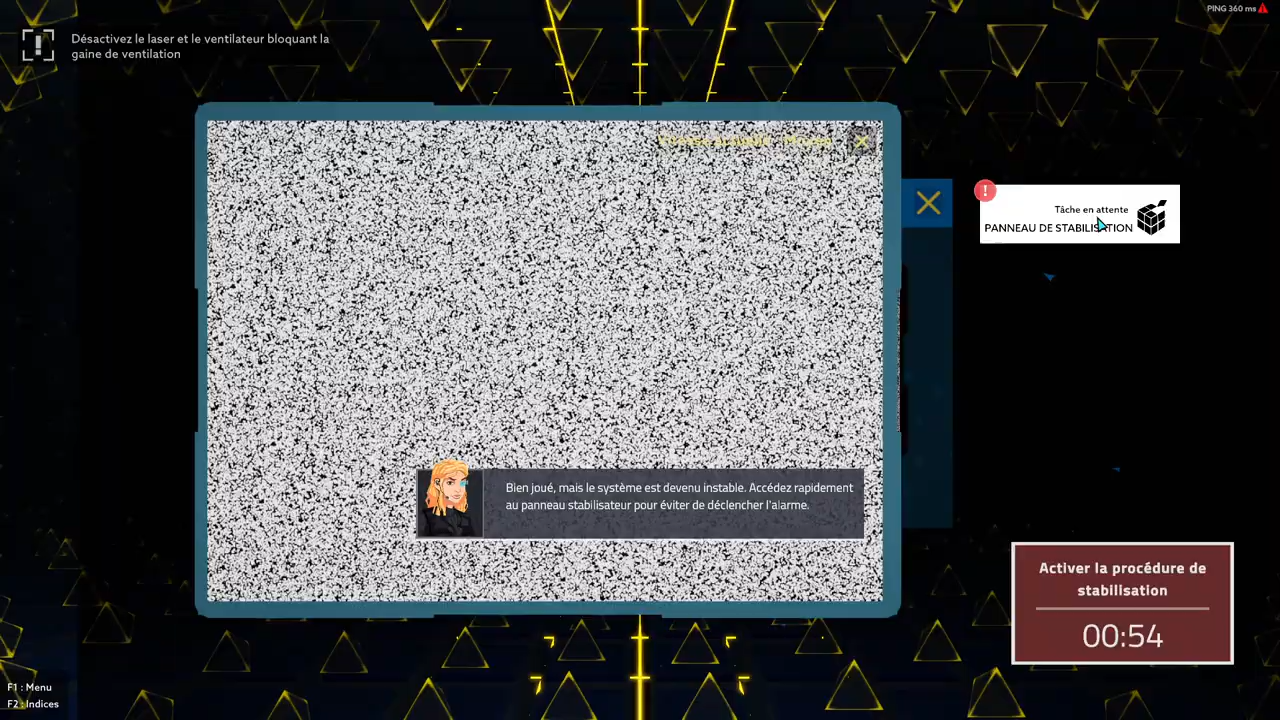 PING 360 ms
Désactivez le laser et le ventilateur bloquant la
gaine de ventilation
!
Tâche en attente
PANNEAU DE STABILISATION
Bien joué, mais le système est devenu instable. Accédez rapidement
au panneau stabilisateur pour éviter de déclencher l'alarme.
Activer la procédure de
stabilisation
00:54
F1 : Menu
F2 : Indices